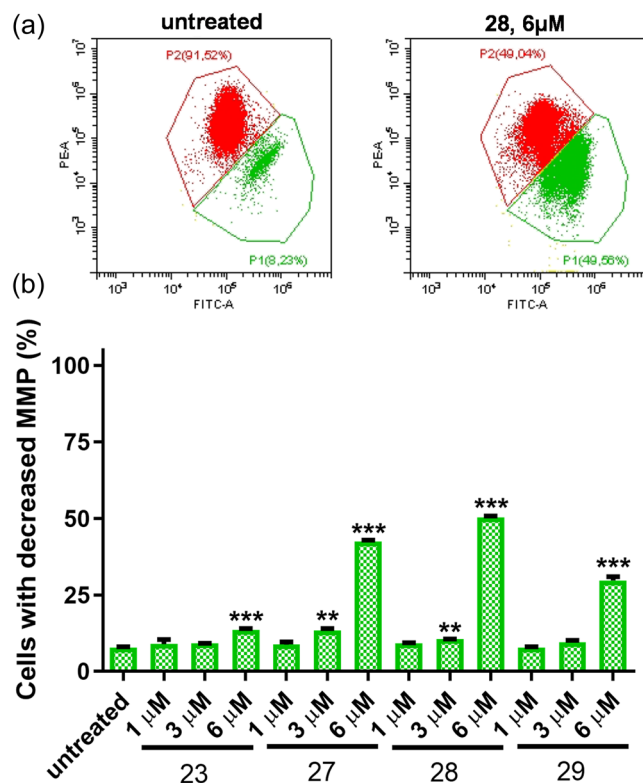 (a)
untreated
28, 6μM
P2(91,52%)
P2(49,04%)
PE-A
10^6
10^5
10^4
10^3
PE-A
10^6
10^5
10^4
10^3
P1(8,23%)
P1(49,56%)
10^3 10^4 10^5 10^6
10^3 10^4 10^5 10^6
FITC-A
FITC-A
(b)
Cells with decreased MMP (%)
100
75
50
25
0
*** ** *** ** *** ***
untreated 1 μM 3 μM 6 μM 1 μM 3 μM 6 μM 1 μM 3 μM 6 μM 1 μM 3 μM 6 μM
23 27 28 29